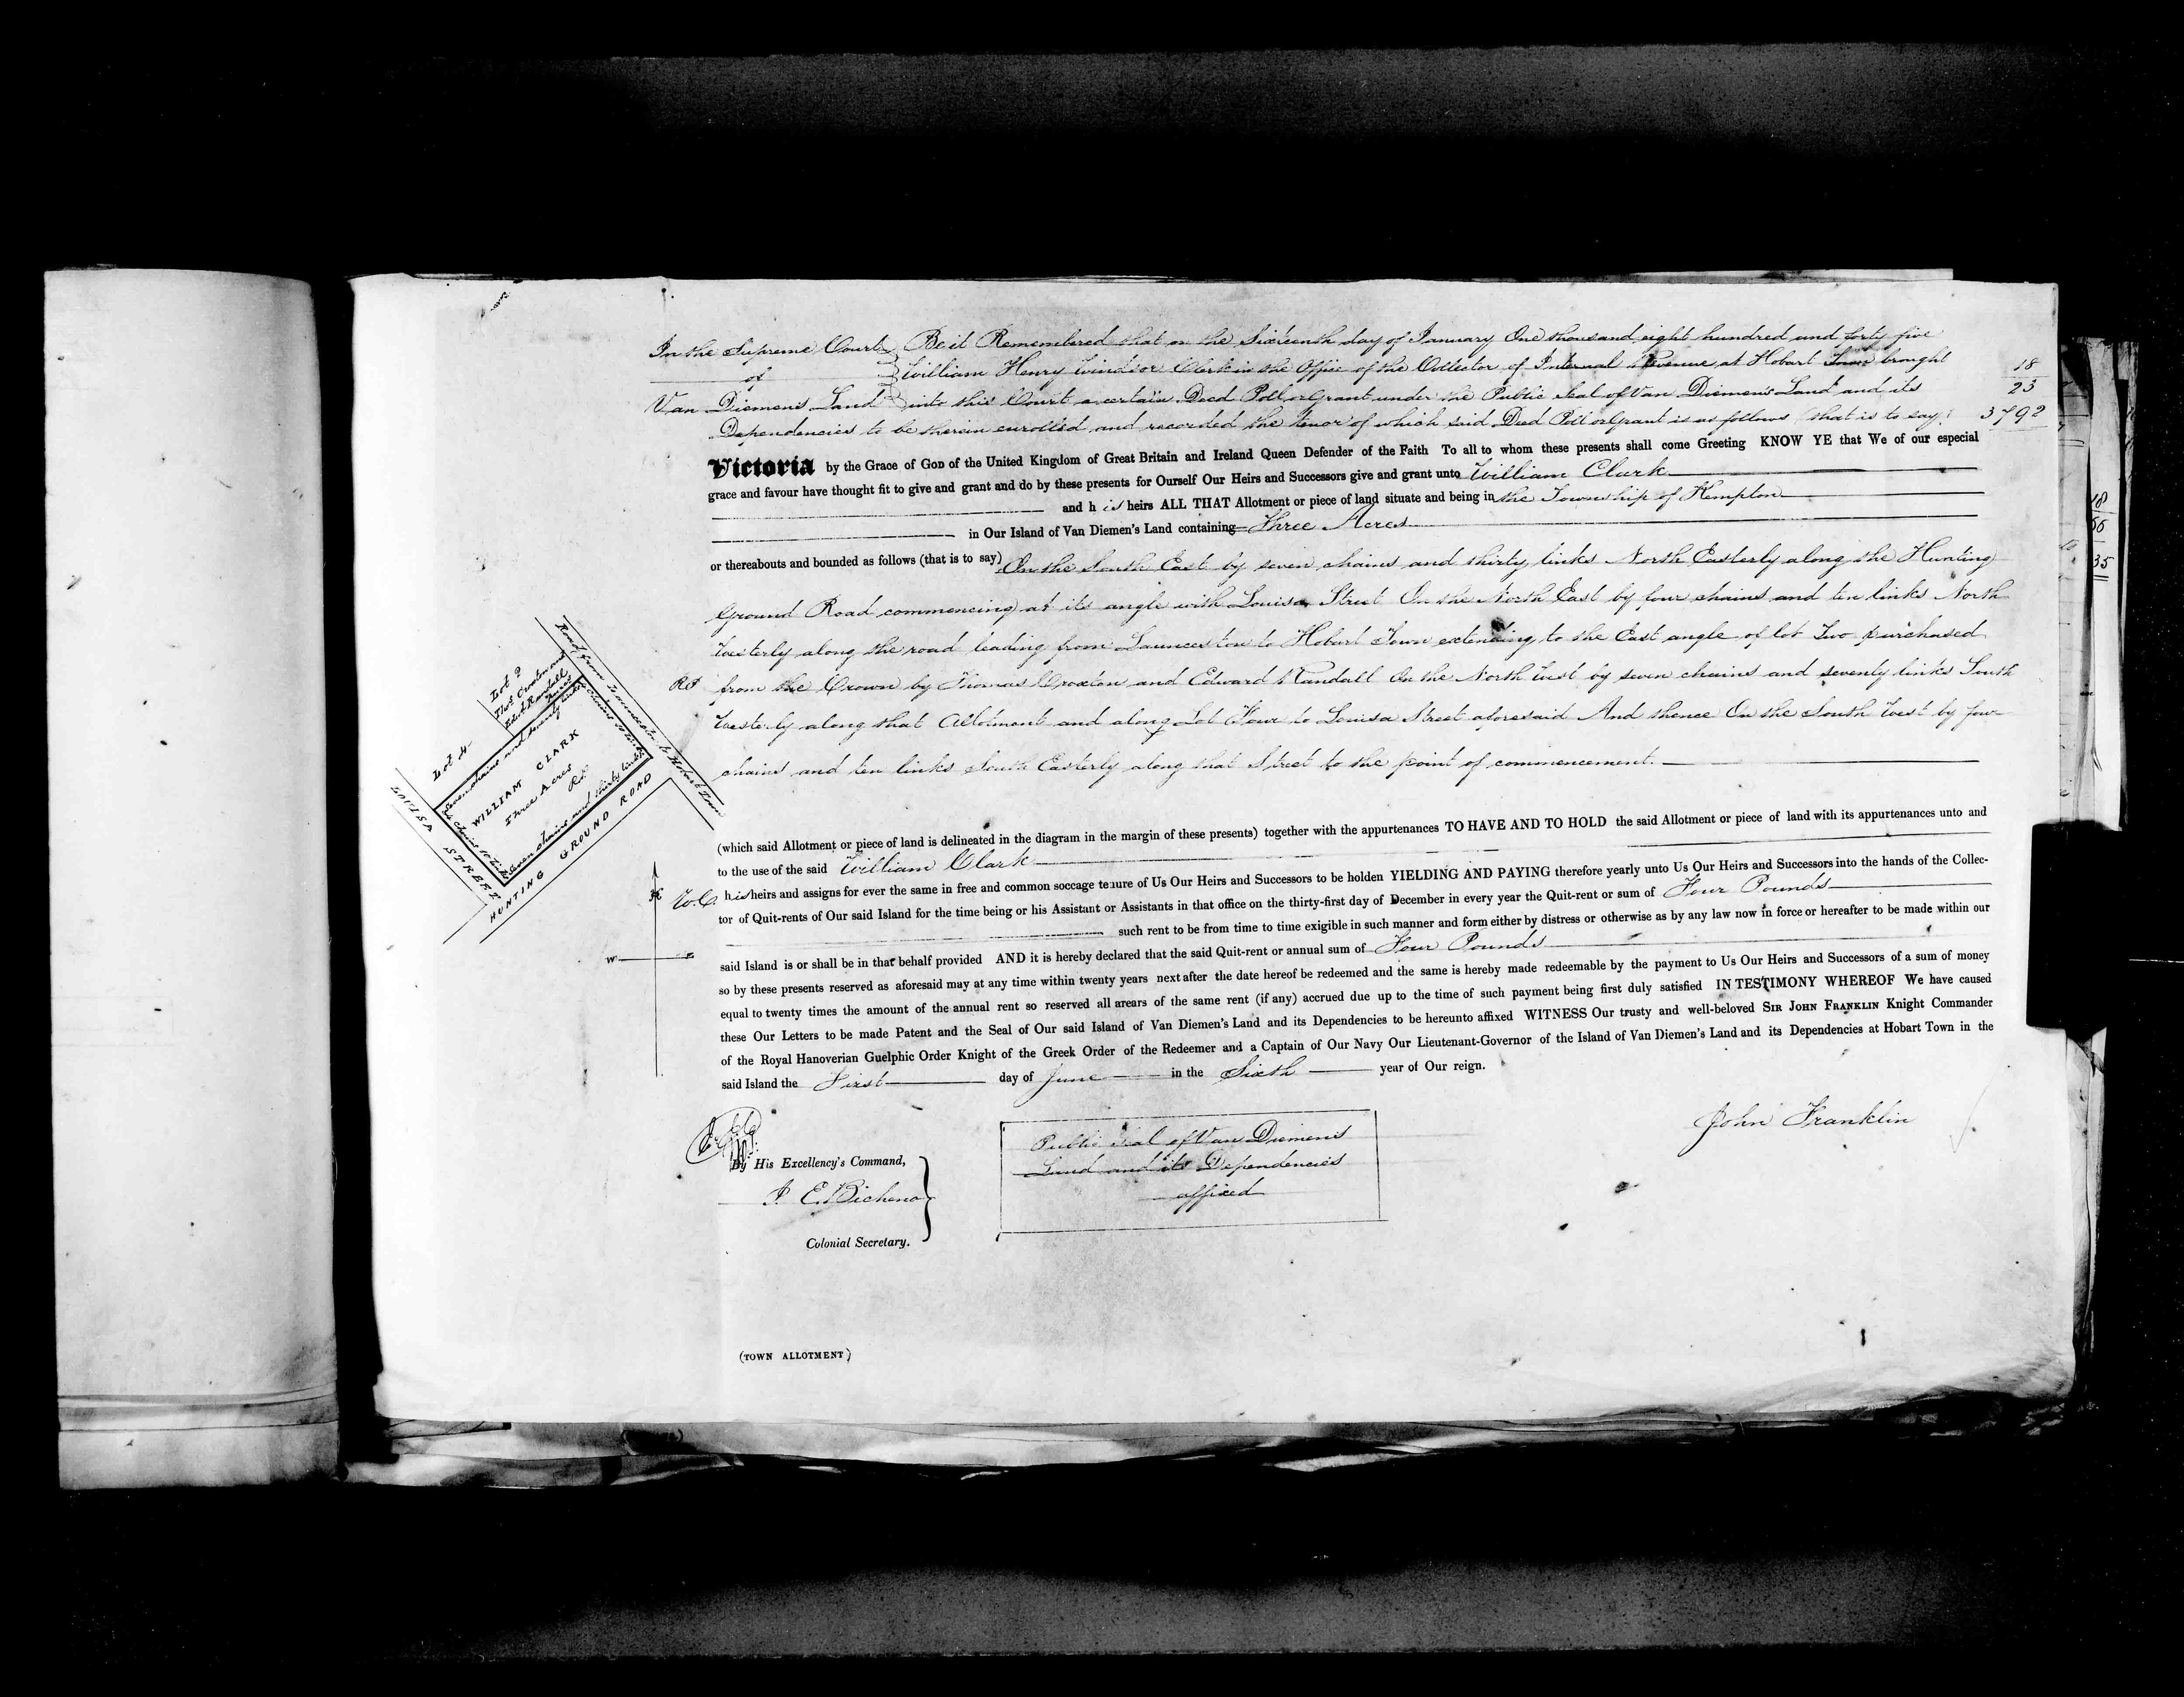 In the Supreme Court
of
Van Diemen's Land
Be it Remembered that on the Sixteenth day of January One thousand eight hundred and forty five
William Henry Windsor Clerk in the Office of the Collector of Internal Revenue at Hobart Town brought
into this Court a certain Deed Poll or Grant under the Public Seal of Van Diemen's Land and its
Dependencies to be therein enrolled and recorded the tenor of which said Deed Poll or Grant is as follows (that is to say)
18
23
3792
Victoria by the Grace of God of the United Kingdom of Great Britain and Ireland Queen Defender of the Faith To all to whom these presents shall come Greeting KNOW YE that We of our especial
grace and favour have thought fit to give and grant and do by these presents for Ourself Our Heirs and Successors give and grant unto William Clark
and his heirs ALL THAT Allotment or piece of land situate and being in the Township of Kempton
in Our Island of Van Diemen's Land containing Three Acres
or thereabouts and bounded as follows (that is to say) On the South East by seven chains and thirty links North Easterly along the Hunting
Ground Road commencing at its angle with Louisa Street On the North East by four chains and ten links North
Westerly along the road leading from Launceston to Hobart Town extending to the East angle of lot Two purchased
from the Crown by Thomas Croxton and Edward Randall On the North West by seven chains and seventy links South
Westerly along that Allotment and along Lot Four to Louisa Street aforesaid And thence On the South West by four
chains and ten links South Easterly along that Street to the point of commencement.
(which said Allotment or piece of land is delineated in the diagram in the margin of these presents) together with the appurtenances TO HAVE AND TO HOLD the said Allotment or piece of land with its appurtenances unto and
to the use of the said William Clark
W.C. his heirs and assigns for ever the same in free and common soccage tenure of Us Our Heirs and Successors to be holden YIELDING AND PAYING therefore yearly unto Us Our Heirs and Successors into the hands of the Collec-
tor of Quit-rents of Our said Island for the time being or his Assistant or Assistants in that office on the thirty-first day of December in every year the Quit-rent or sum of Four Pounds
such rent to be from time to time exigible in such manner and form either by distress or otherwise as by any law now in force or hereafter to be made within our
said Island is or shall be in that behalf provided AND it is hereby declared that the said Quit-rent or annual sum of Four Pounds
so by these presents reserved as aforesaid may at any time within twenty years next after the date hereof be redeemed and the same is hereby made redeemable by the payment to Us Our Heirs and Successors of a sum of money
equal to twenty times the amount of the annual rent so reserved all arears of the same rent (if any) accrued due up to the time of such payment being first duly satisfied IN TESTIMONY WHEREOF We have caused
these Our Letters to be made Patent and the Seal of Our said Island of Van Diemen's Land and its Dependencies to be hereunto affixed WITNESS Our trusty and well-beloved SIR JOHN FRANKLIN Knight Commander
of the Royal Hanoverian Guelphic Order Knight of the Greek Order of the Redeemer and a Captain of Our Navy Our Lieutenant-Governor of the Island of Van Diemen's Land and its Dependencies at Hobart Town in the
said Island the First day of June in the Sixth year of Our reign.
John Franklin
By His Excellency's Command,
J E Bicheno
Colonial Secretary.
Public Seal of Van Diemen's
Land and its Dependencies
affixed
(TOWN ALLOTMENT)
Road from Launceston to Hobart Town
Lot 2
Thos Croxton and
Edwd Randall
Lot 4
Seven chains and seventy links
WILLIAM CLARK
Three Acres
Seven chains and thirty links
LOUISA STREET
HUNTING GROUND ROAD
W
18
35